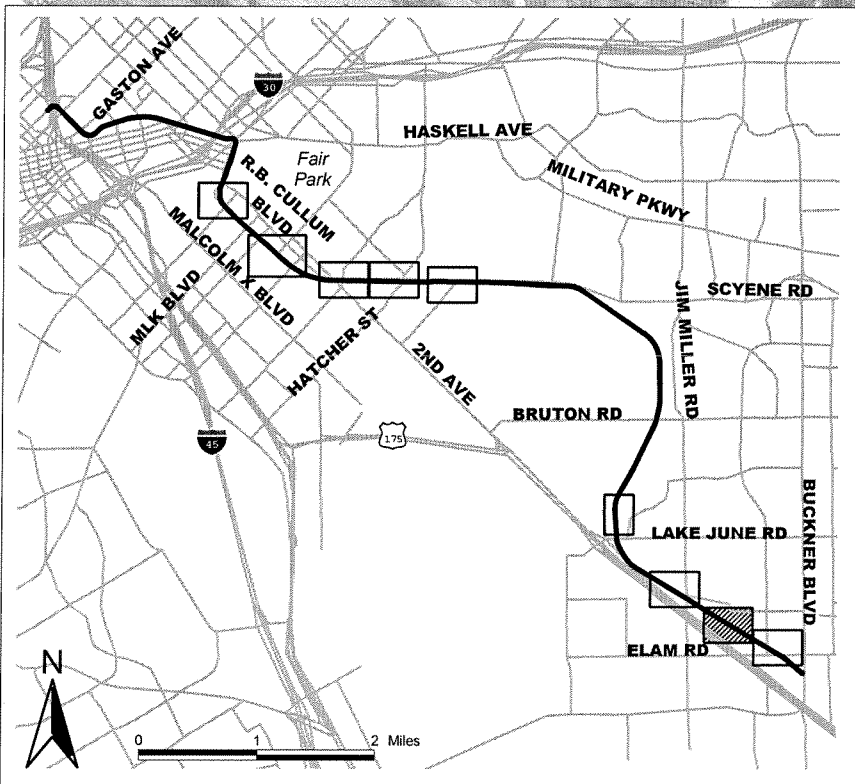 GASTON AVE
30
HASKELL AVE
Fair
Park
R.B. CULLUM
BLVD
MILITARY PKWY
MALCOLM X BLVD
MLK BLVD
HATCHER ST
2ND AVE
JIM MILLER RD
SCYENE RD
BRUTON RD
175
45
BUCKNER BLVD
LAKE JUNE RD
ELAM RD
N
0 1 2 Miles